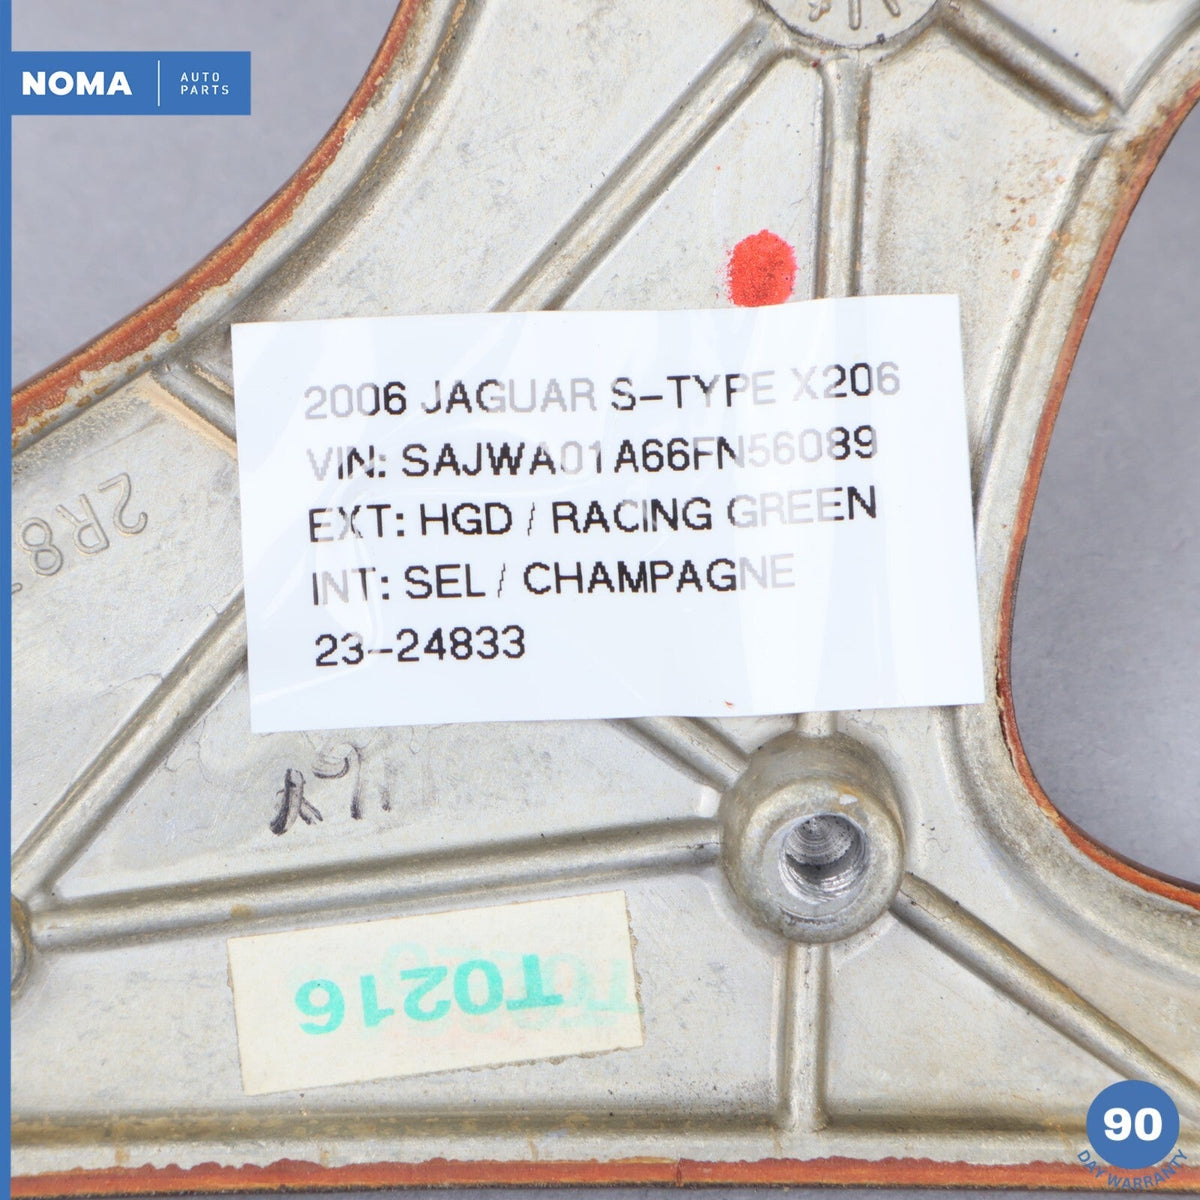 NOMA
AUTO
PARTS
2006 JAGUAR S-TYPE X206
VIN: SAJWA01A66FN56089
EXT: HGD / RACING GREEN
INT: SEL / CHAMPAGNE
23-24833
2R8
T0216
90
DAY WARRANTY